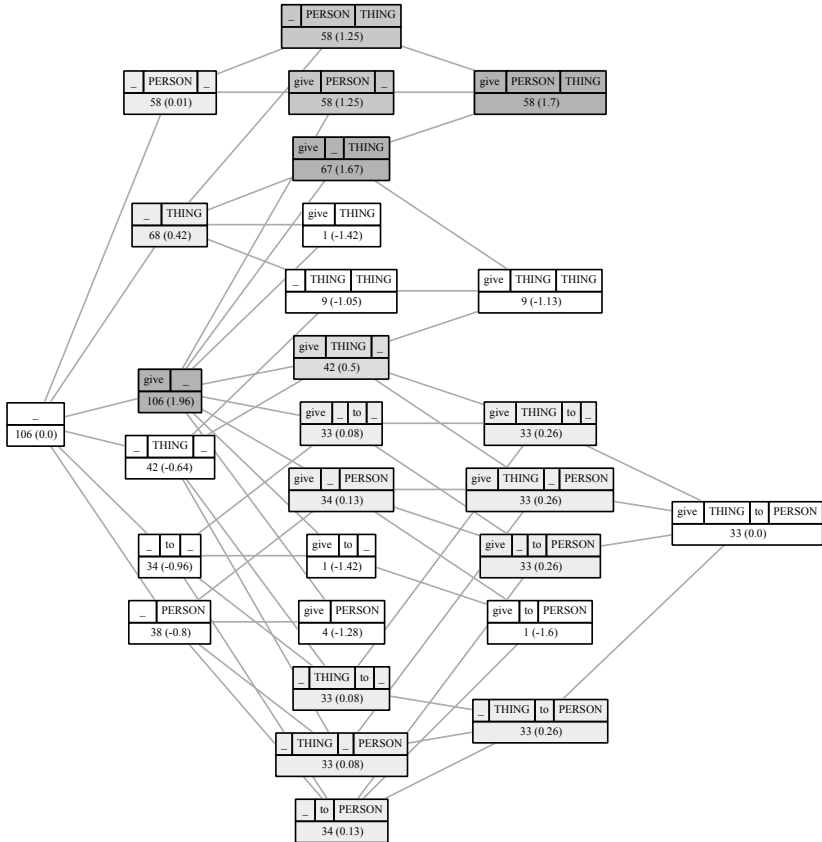 _ PERSON THING
58 (1.25)
_ PERSON _
58 (0.01)
give PERSON _
58 (1.25)
give PERSON THING
58 (1.7)
give _ THING
67 (1.67)
_ THING
68 (0.42)
give THING
1 (-1.42)
_ THING THING
9 (-1.05)
give THING THING
9 (-1.13)
give THING _
42 (0.5)
give _
106 (1.96)
_
106 (0.0)
give _ to _
33 (0.08)
give THING to _
33 (0.26)
_ THING _
42 (-0.64)
give _ PERSON
34 (0.13)
give THING _ PERSON
33 (0.26)
give THING to PERSON
33 (0.0)
_ to _
34 (-0.96)
give to _
1 (-1.42)
give _ to PERSON
33 (0.26)
_ PERSON
38 (-0.8)
give PERSON
4 (-1.28)
give to PERSON
1 (-1.6)
_ THING to _
33 (0.08)
_ THING to PERSON
33 (0.26)
_ THING _ PERSON
33 (0.08)
_ to PERSON
34 (0.13)